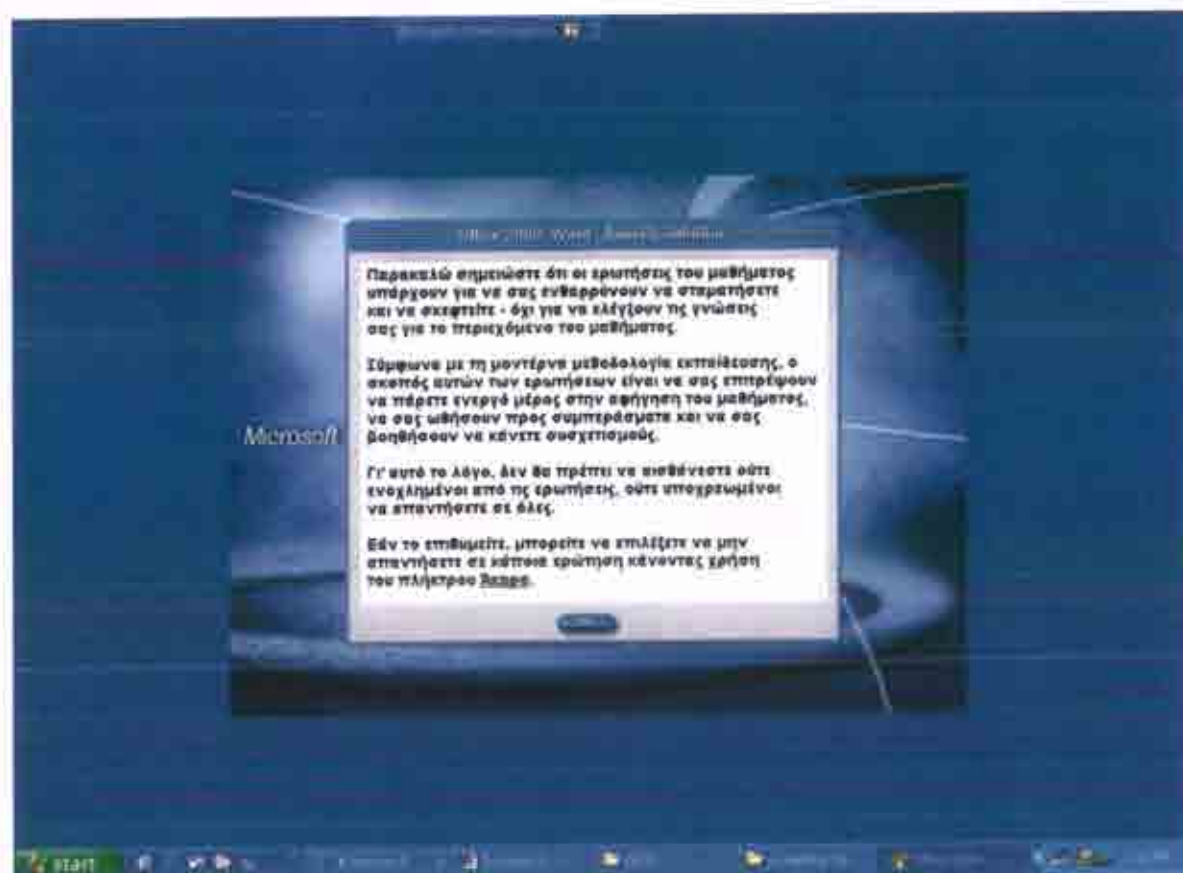 Παρακαλώ σημειώστε ότι οι ερωτήσεις του μαθήματος
υπάρχουν για να σας ενθαρρύνουν να σταματήσετε
και να σκεφτείτε - όχι για να ελέγξουν τις γνώσεις
σας για το περιεχόμενο του μαθήματος.
Σύμφωνα με τη μοντέρνα μεθοδολογία εκπαίδευσης, ο
σκοπός αυτών των ερωτήσεων είναι να σας επιτρέψουν
να πάρετε ενεργό μέρος στην αφήγηση του μαθήματος,
να σας ωθήσουν προς συμπεράσματα και να σας
βοηθήσουν να κάνετε συσχετισμούς.
Microsoft
Γι' αυτό το λόγο, δεν θα πρέπει να αισθάνεστε ούτε
ενοχλημένοι από τις ερωτήσεις, ούτε υποχρεωμένοι
να απαντήσετε σε όλες.
Εάν το επιθυμείτε, μπορείτε να επιλέξετε να μην
απαντήσετε σε κάποια ερώτηση κάνοντας χρήση
του πλήκτρου
start